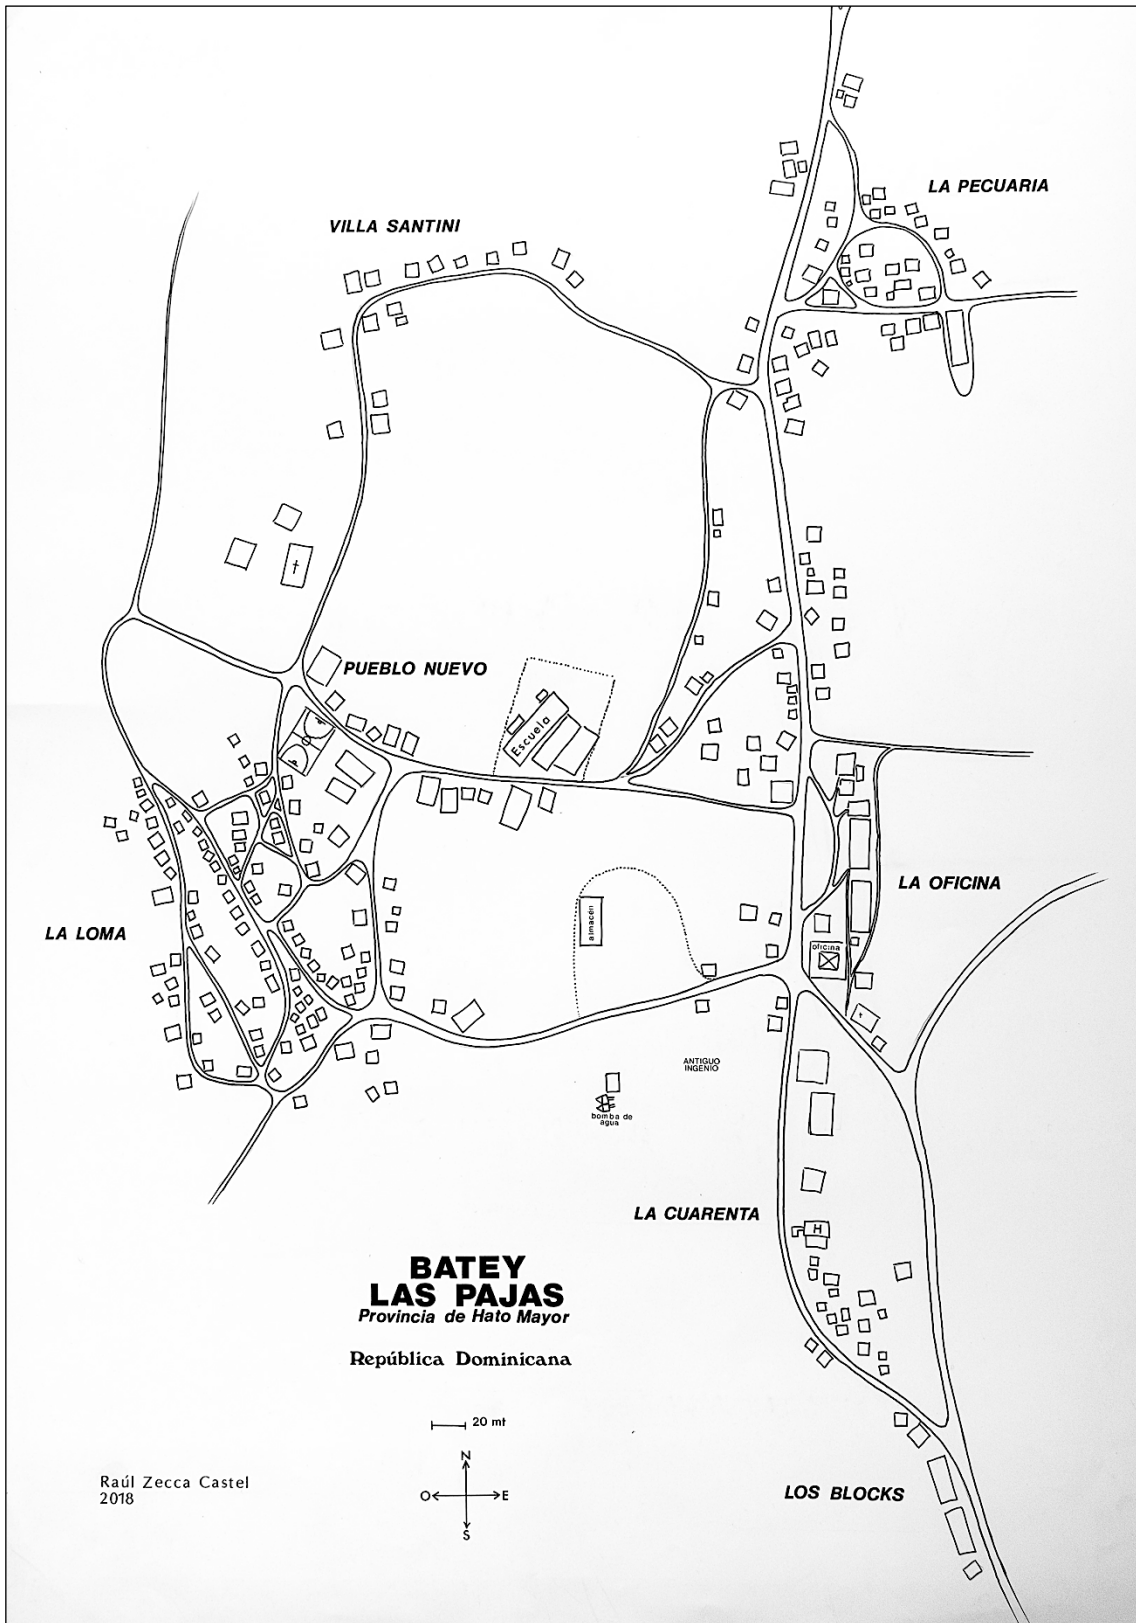 LA PECUARIA
VILLA SANTINI
PUEBLO NUEVO
Escuela
LA OFICINA
almacén
LA LOMA
oficina
ANTIGUO
INGENIO
bomba de
agua
LA CUARENTA
H
BATEY
LAS PAJAS
Provincia de Hato Mayor
República Dominicana
20 mt
N
O
E
S
Raúl Zecca Castel
2018
LOS BLOCKS